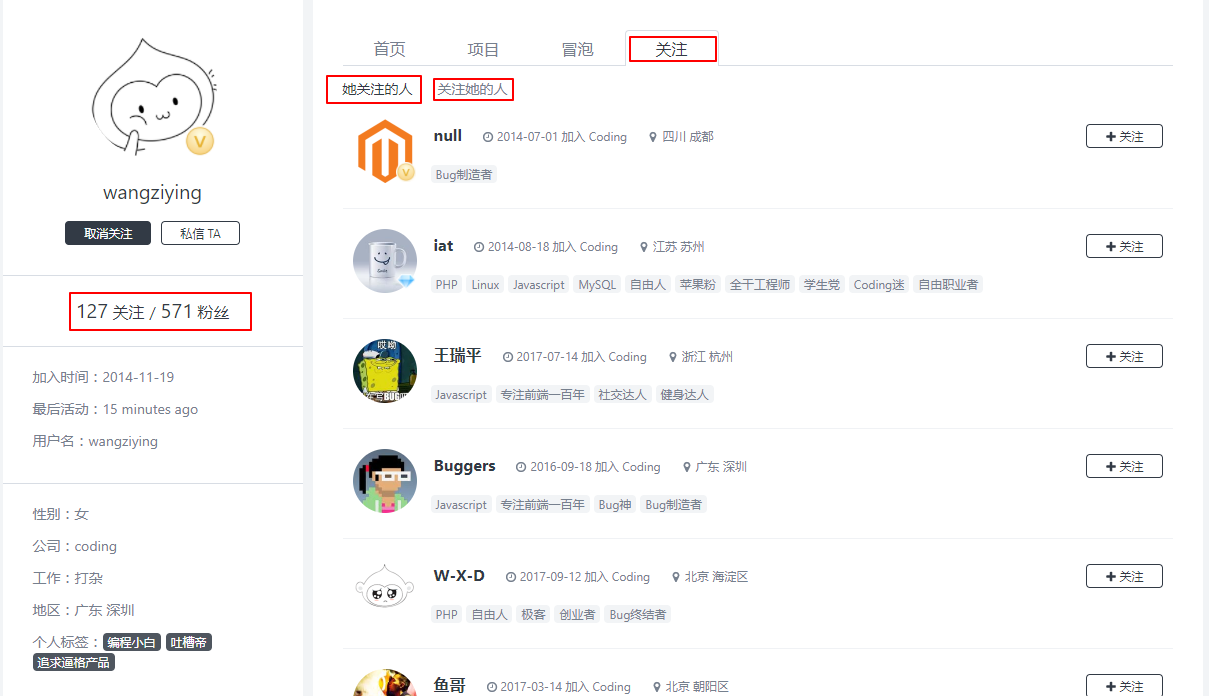 wangziying
取消关注 私信 TA
127 关注 / 571 粉丝
加入时间：2014-11-19
最后活动：15 minutes ago
用户名：wangziying
性别：女
公司：coding
工作：打杂
地区：广东 深圳
个人标签： 编程小白 吐槽帝
追求逼格产品
首页 项目 冒泡 关注
她关注的人 关注她的人
null 2014-07-01 加入 Coding 四川 成都
关注
Bug制造者
iat 2014-08-18 加入 Coding 江苏 苏州
关注
PHP Linux Javascript MySQL 自由人 苹果粉 全干工程师 学生党 Coding迷 自由职业者
哎呦
王瑞平 2017-07-14 加入 Coding 浙江 杭州
关注
Javascript 专注前端一百年 社交达人 健身达人
Buggers 2016-09-18 加入 Coding 广东 深圳
关注
Javascript 专注前端一百年 Bug神 Bug制造者
W-X-D 2017-09-12 加入 Coding 北京 海淀区
关注
PHP 自由人 极客 创业者 Bug终结者
鱼哥 2017-03-14 加入 Coding 北京 朝阳区
关注